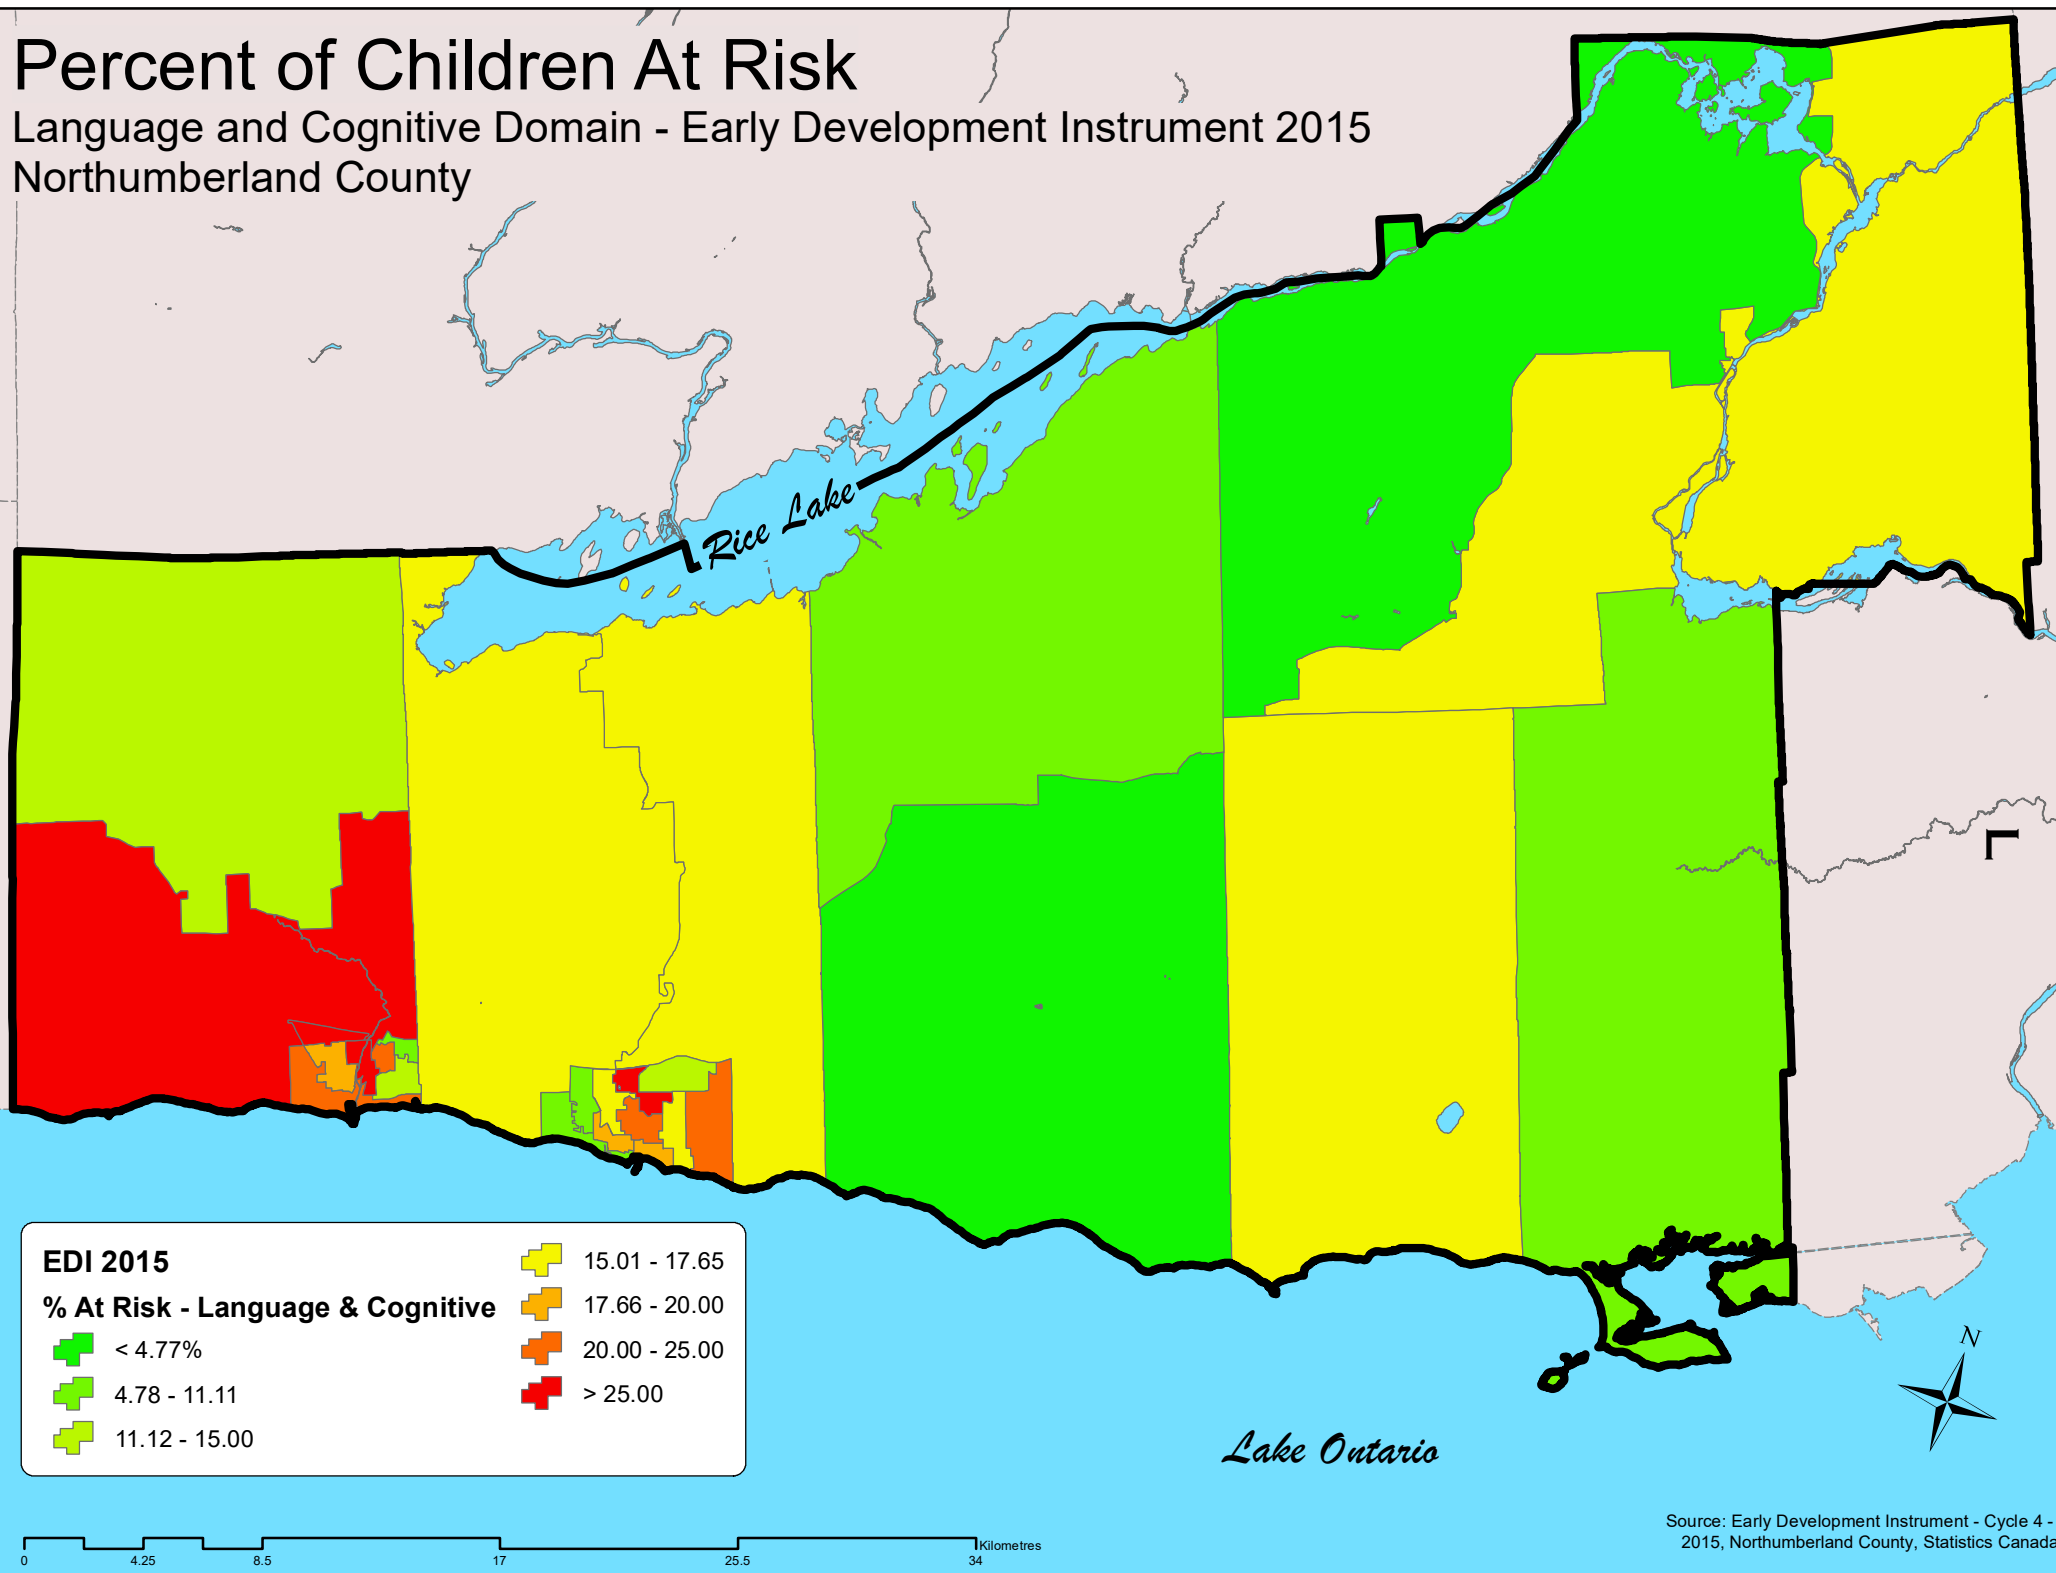 Percent of Children At Risk
Language and Cognitive Domain - Early Development Instrument 2015
Northumberland County
Rice Lake
EDI 2015
% At Risk - Language & Cognitive
< 4.77%
4.78 - 11.11
11.12 - 15.00
15.01 - 17.65
17.66 - 20.00
20.00 - 25.00
> 25.00
Lake Ontario
N
Source: Early Development Instrument - Cycle 4 -
2015, Northumberland County, Statistics Canada
0 4.25 8.5 17 25.5 34
Kilometres